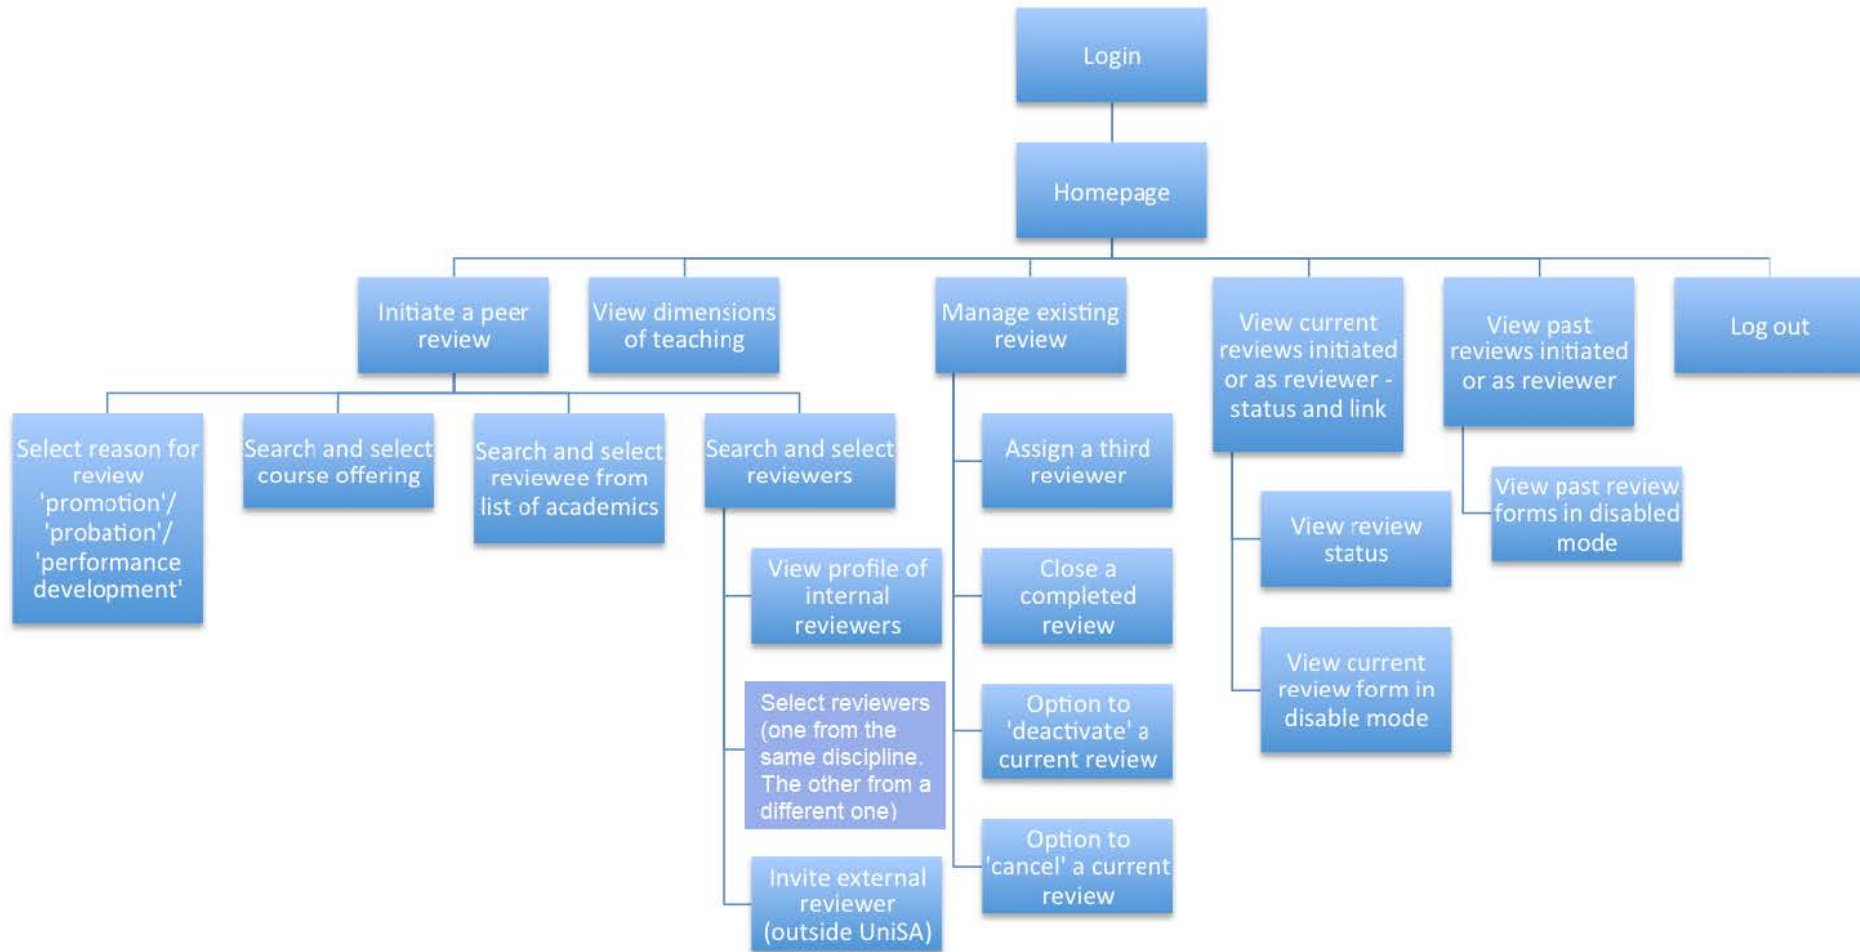 Login
Homepage
Initiate a peer
review
View dimensions
of teaching
Manage existing
review
View current
reviews initiated
or as reviewer -
status and link
View past
reviews initiated
or as reviewer
Log out
Select reason for
review
'promotion'/
'probation'/
'performance
development'
Search and select
course offering
Search and select
reviewee from
list of academics
Search and select
reviewers
View profile of
internal
reviewers
Select reviewers
(one from the
same discipline.
The other from a
different one)
Invite external
reviewer
(outside UniSA)
Assign a third
reviewer
Close a
completed
review
Option to
'deactivate' a
current review
Option to
'cancel' a current
review
View review
status
View current
review form in
disable mode
View past review
forms in disabled
mode